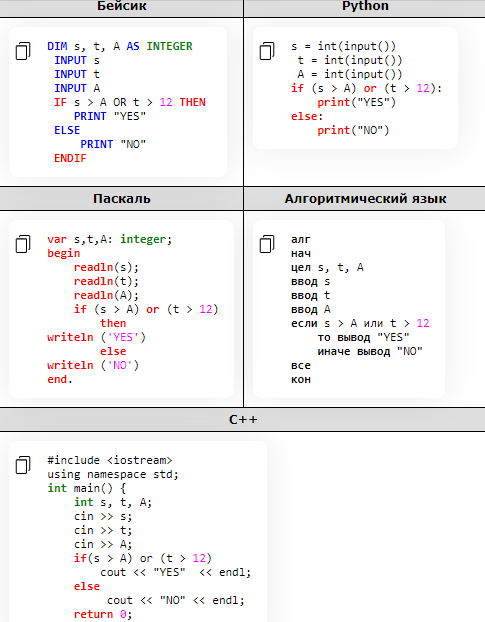 Бейсик
DIM s, t, A AS INTEGER
INPUT s
INPUT t
INPUT A
IF s > A OR t > 12 THEN
PRINT "YES"
ELSE
PRINT "NO"
ENDIF
Python
s = int(input())
t = int(input())
A = int(input())
if (s > A) or (t > 12):
print("YES")
else:
print("NO")
Паскаль
var s,t,A: integer;
begin
readln(s);
readln(t);
readln(A);
if (s > A) or (t > 12)
then
writeln ('YES')
else
writeln ('NO')
end.
Алгоритмический язык
алг
нач
цел s, t, A
ввод s
ввод t
ввод A
если s > A или t > 12
то вывод "YES"
иначе вывод "NO"
все
кон
C++
#include <iostream>
using namespace std;
int main() {
int s, t, A;
cin >> s;
cin >> t;
cin >> A;
if(s > A) or (t > 12)
cout << "YES" << endl;
else
cout << "NO" << endl;
return 0;